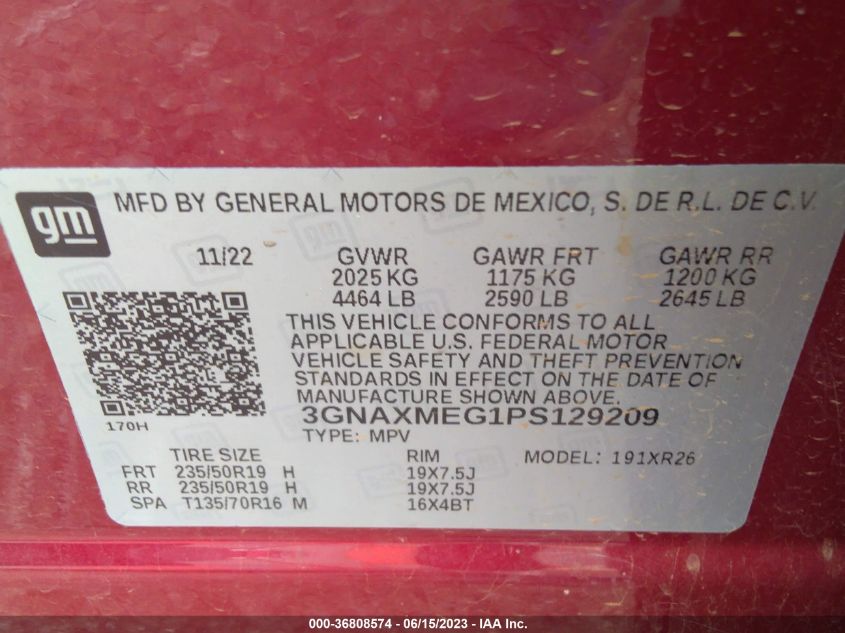 gm
MFD BY GENERAL MOTORS DE MEXICO, S. DE R.L. DE C.V.
11/22 GVWR GAWR FRT GAWR RR
2025 KG 1175 KG 1200 KG
4464 LB 2590 LB 2645 LB
THIS VEHICLE CONFORMS TO ALL
APPLICABLE U.S. FEDERAL MOTOR
VEHICLE SAFETY AND THEFT PREVENTION
STANDARDS IN EFFECT ON THE DATE OF
MANUFACTURE SHOWN ABOVE.
3GNAXMEG1PS129209
170H
TYPE: MPV
TIRE SIZE RIM MODEL: 191XR26
FRT 235/50R19 H 19X7.5J
RR 235/50R19 H 19X7.5J
SPA T135/70R16 M 16X4BT
000-36808574 - 06/15/2023 - © IAA, Inc.